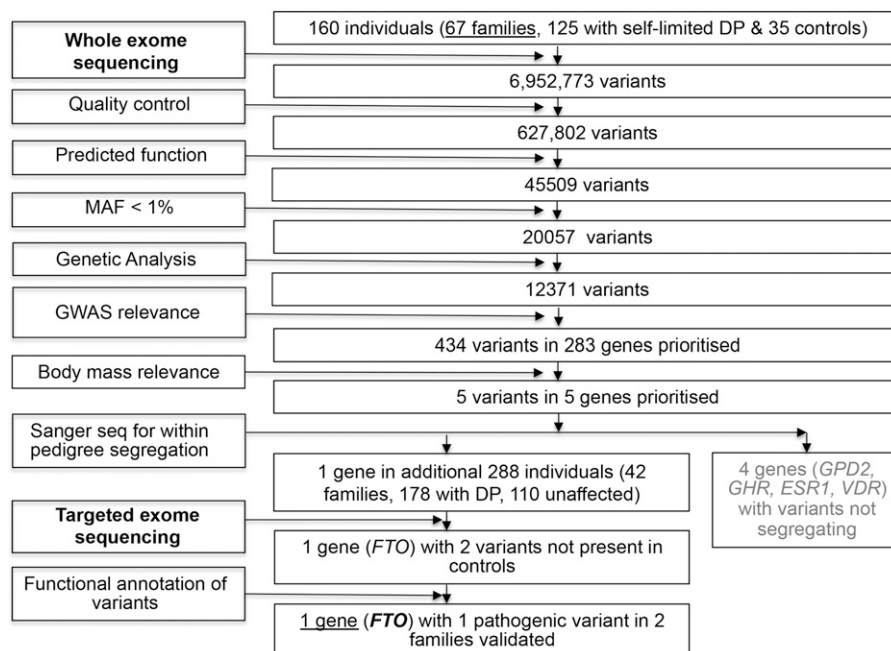 160 individuals (67 families, 125 with self-limited DP & 35 controls)
Whole exome
sequencing
6,952,773 variants
Quality control
627,802 variants
Predicted function
45509 variants
MAF < 1%
20057 variants
Genetic Analysis
12371 variants
GWAS relevance
434 variants in 283 genes prioritised
Body mass relevance
5 variants in 5 genes prioritised
Sanger seq for within
pedigree segregation
1 gene in additional 288 individuals (42
families, 178 with DP, 110 unaffected)
4 genes (GPD2,
GHR, ESR1, VDR)
with variants not
segregating
Targeted exome
sequencing
1 gene (FTO) with 2 variants not present in
controls
Functional annotation of
variants
1 gene (FTO) with 1 pathogenic variant in 2
families validated